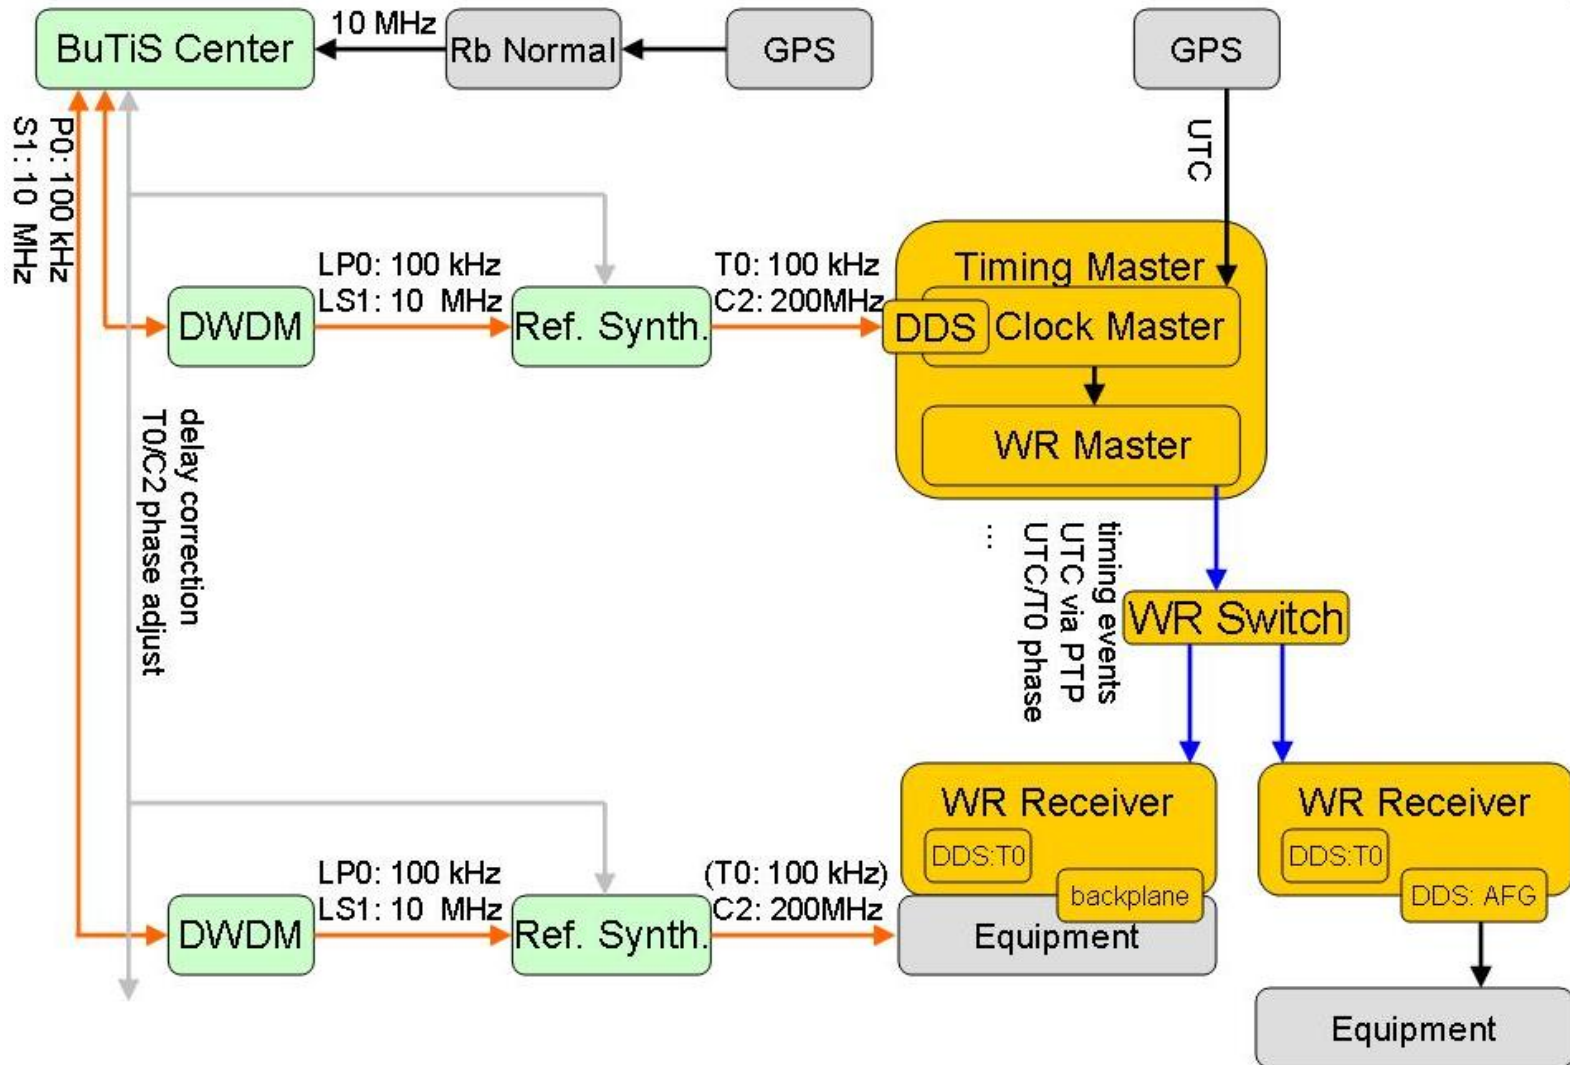 BuTiS Center
10 MHz
Rb Normal
GPS
GPS
UTC
P0: 100 kHz
S1: 10 MHz
DWDM
LP0: 100 kHz
LS1: 10 MHz
Ref. Synth.
T0: 100 kHz
C2: 200MHz
Timing Master
DDS
Clock Master
WR Master
delay correction
T0/C2 phase adjust
timing events
UTC via PTP
UTC/T0 phase
...
WR Switch
WR Receiver
DDS:T0
backplane
WR Receiver
DDS:T0
DDS: AFG
DWDM
LP0: 100 kHz
LS1: 10 MHz
Ref. Synth.
(T0: 100 kHz)
C2: 200MHz
Equipment
Equipment